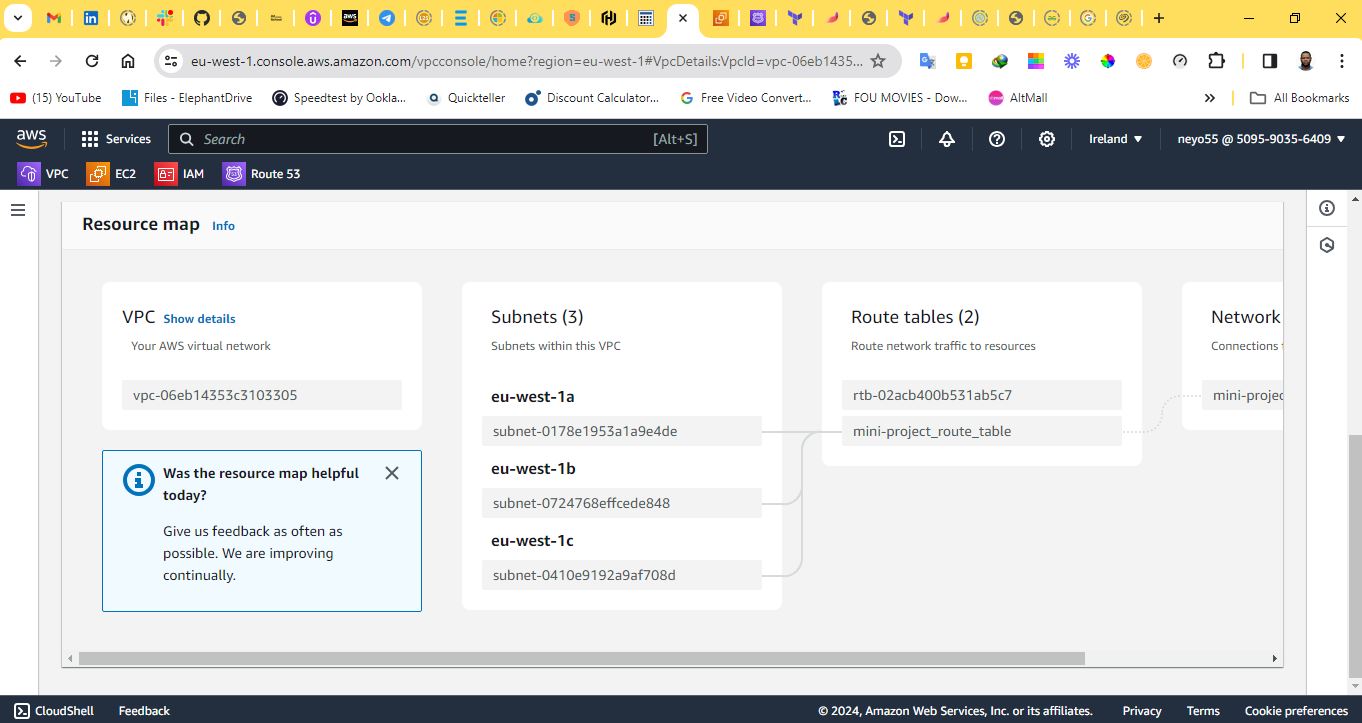 eu-west-1.console.aws.amazon.com/vpcconsole/home?region=eu-west-1#VpcDetails:VpcId=vpc-06eb1435...
(15) YouTube
Files - ElephantDrive
Speedtest by Ookla...
Quickteller
Discount Calculator...
Free Video Convert...
FOU MOVIES - Dow...
AltMall
All Bookmarks
aws
Services
Search
[Alt+S]
Ireland
neyo55 @ 5095-9035-6409
VPC
EC2
IAM
Route 53
Resource map
Info
VPC Show details
Your AWS virtual network
vpc-06eb14353c3103305
Was the resource map helpful
today?
Give us feedback as often as
possible. We are improving
continually.
Subnets (3)
Subnets within this VPC
eu-west-1a
subnet-0178e1953a1a9e4de
eu-west-1b
subnet-0724768effcede848
eu-west-1c
subnet-0410e9192a9af708d
Route tables (2)
Route network traffic to resources
rtb-02acb400b531ab5c7
mini-project_route_table
Network
Connections
mini-projec
CloudShell
Feedback
© 2024, Amazon Web Services, Inc. or its affiliates.
Privacy
Terms
Cookie preferences